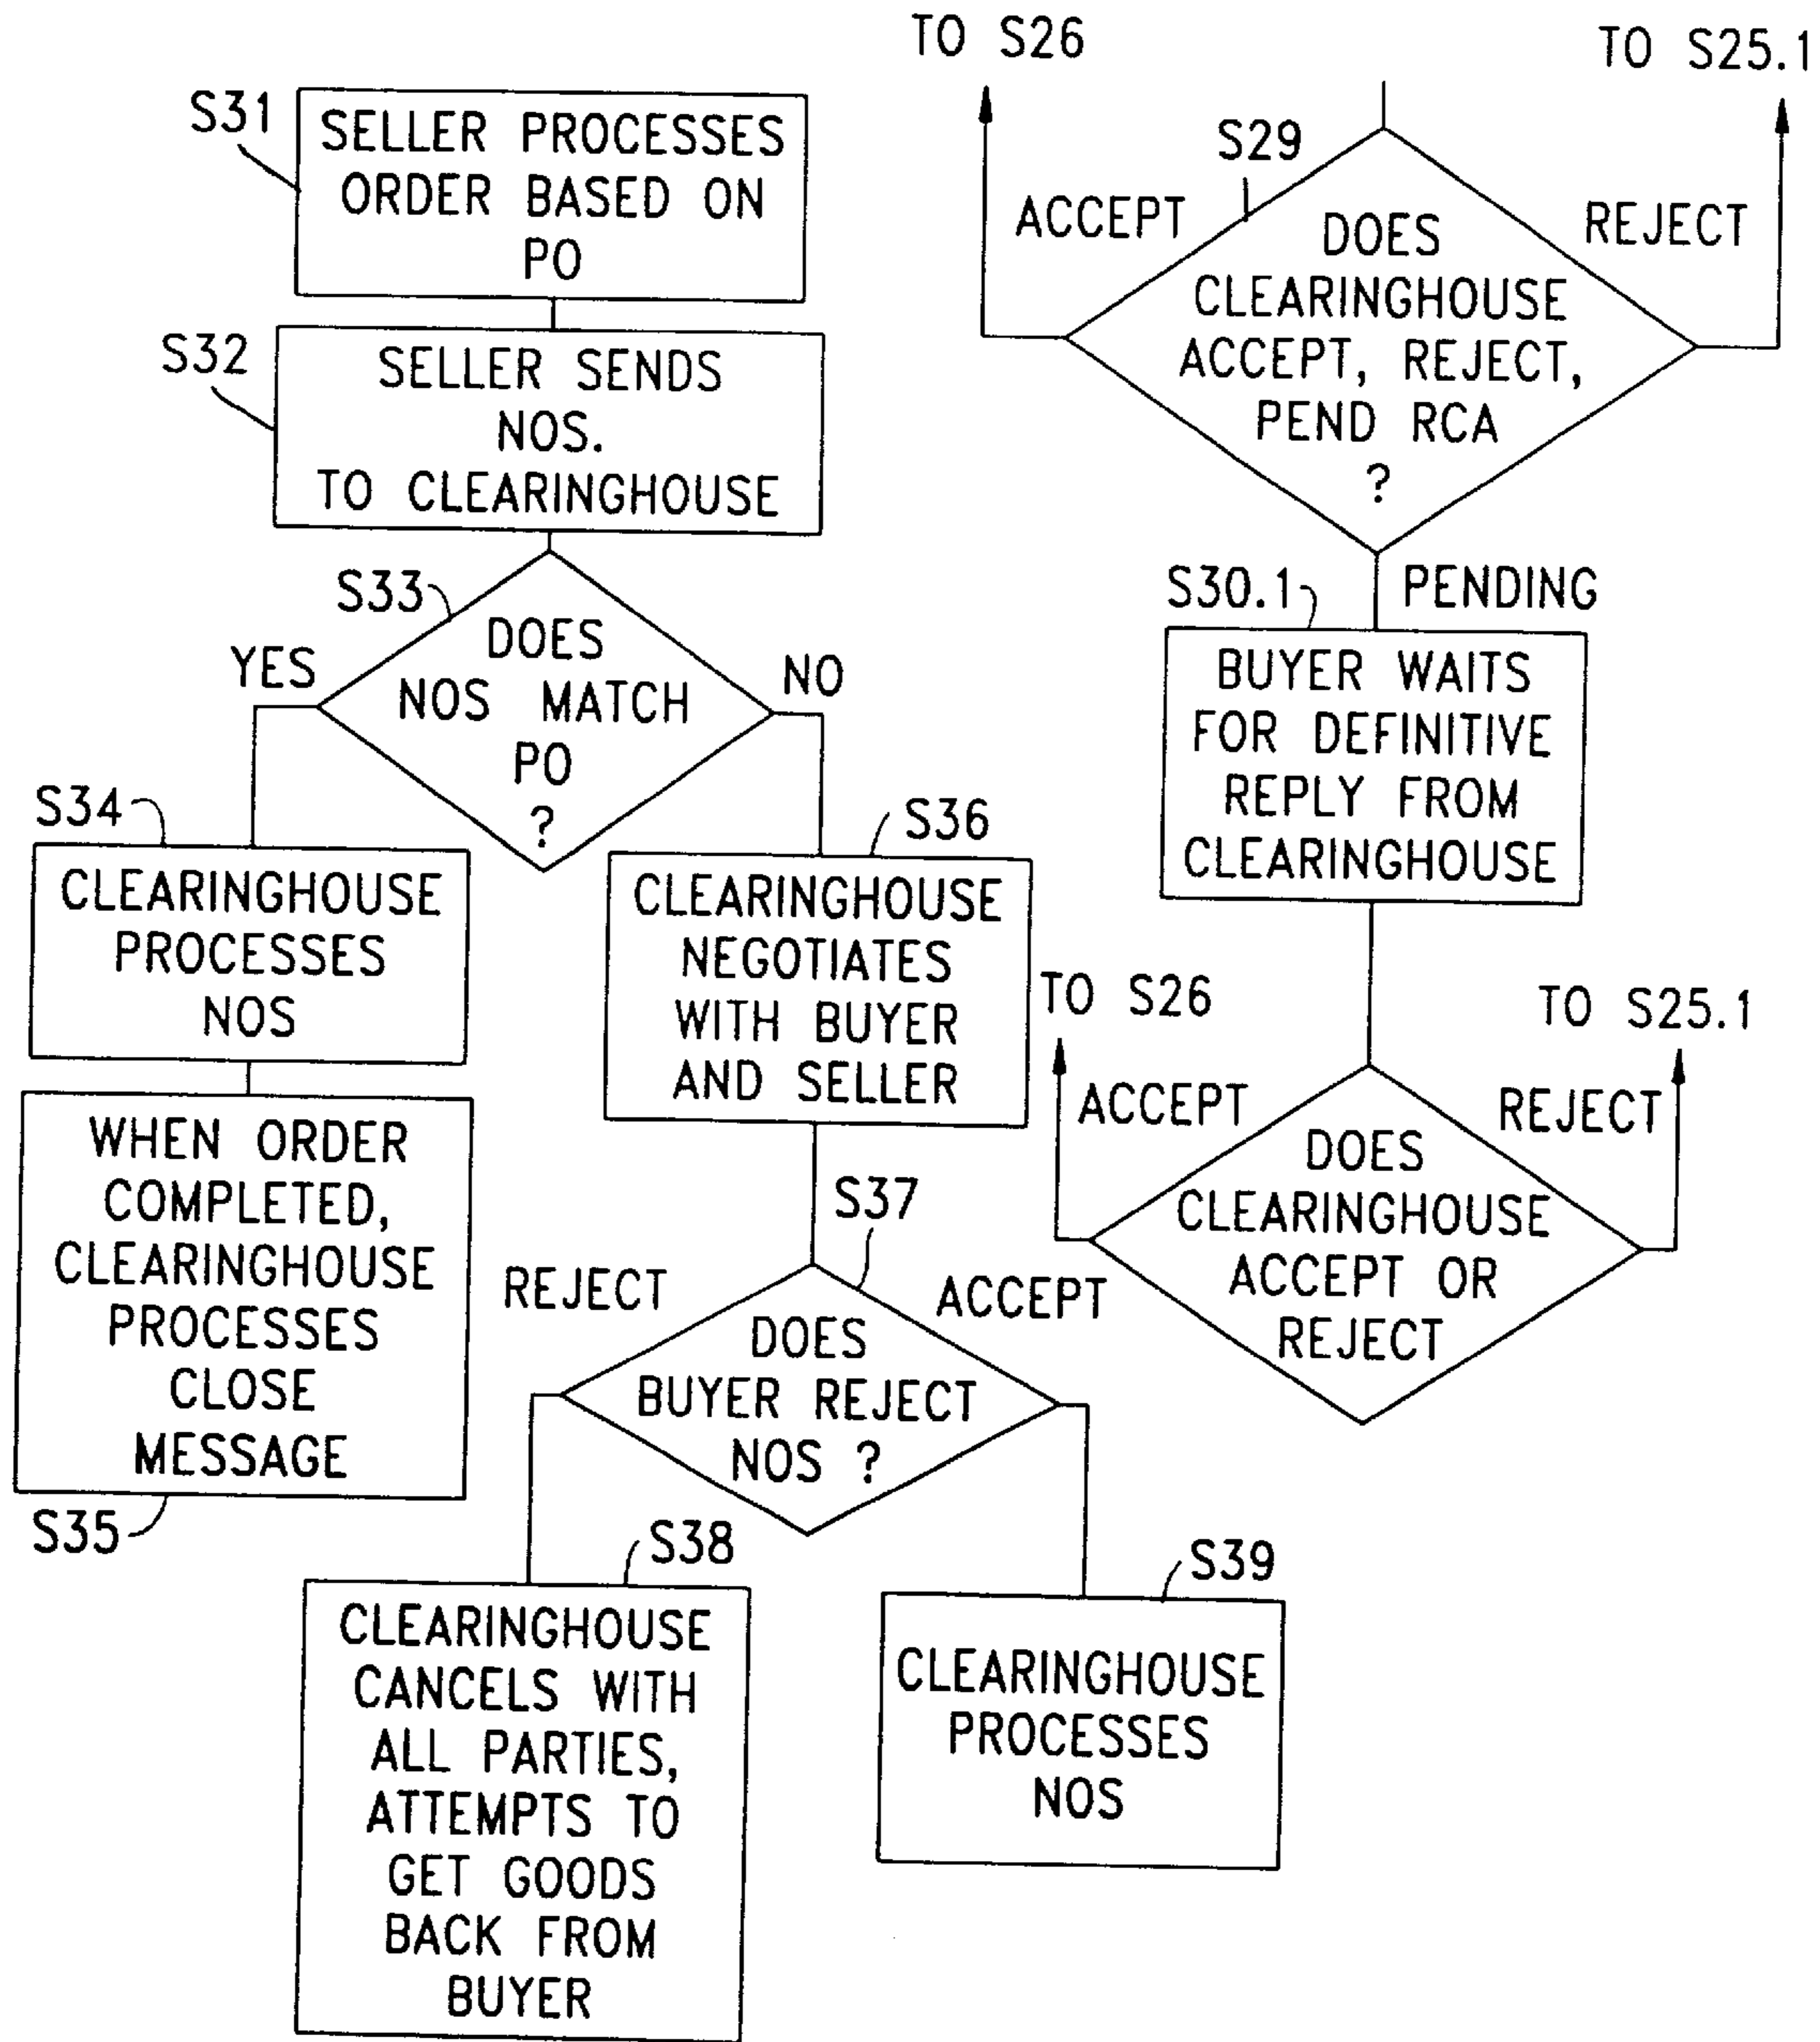 S31
SELLER PROCESSES
ORDER BASED ON
PO
S32
SELLER SENDS
NOS.
TO CLEARINGHOUSE
S33
DOES
NOS MATCH
PO
?
YES
NO
S34
CLEARINGHOUSE
PROCESSES
NOS
WHEN ORDER
COMPLETED,
CLEARINGHOUSE
PROCESSES
CLOSE
MESSAGE
S35
S36
CLEARINGHOUSE
NEGOTIATES
WITH BUYER
AND SELLER
S37
REJECT
ACCEPT
DOES
BUYER REJECT
NOS ?
S38
CLEARINGHOUSE
CANCELS WITH
ALL PARTIES,
ATTEMPTS TO
GET GOODS
BACK FROM
BUYER
S39
CLEARINGHOUSE
PROCESSES
NOS
TO S26
TO S25.1
S29
ACCEPT
REJECT
DOES
CLEARINGHOUSE
ACCEPT, REJECT,
PEND RCA
?
PENDING
S30.1
BUYER WAITS
FOR DEFINITIVE
REPLY FROM
CLEARINGHOUSE
TO S26
TO S25.1
ACCEPT
REJECT
DOES
CLEARINGHOUSE
ACCEPT OR
REJECT